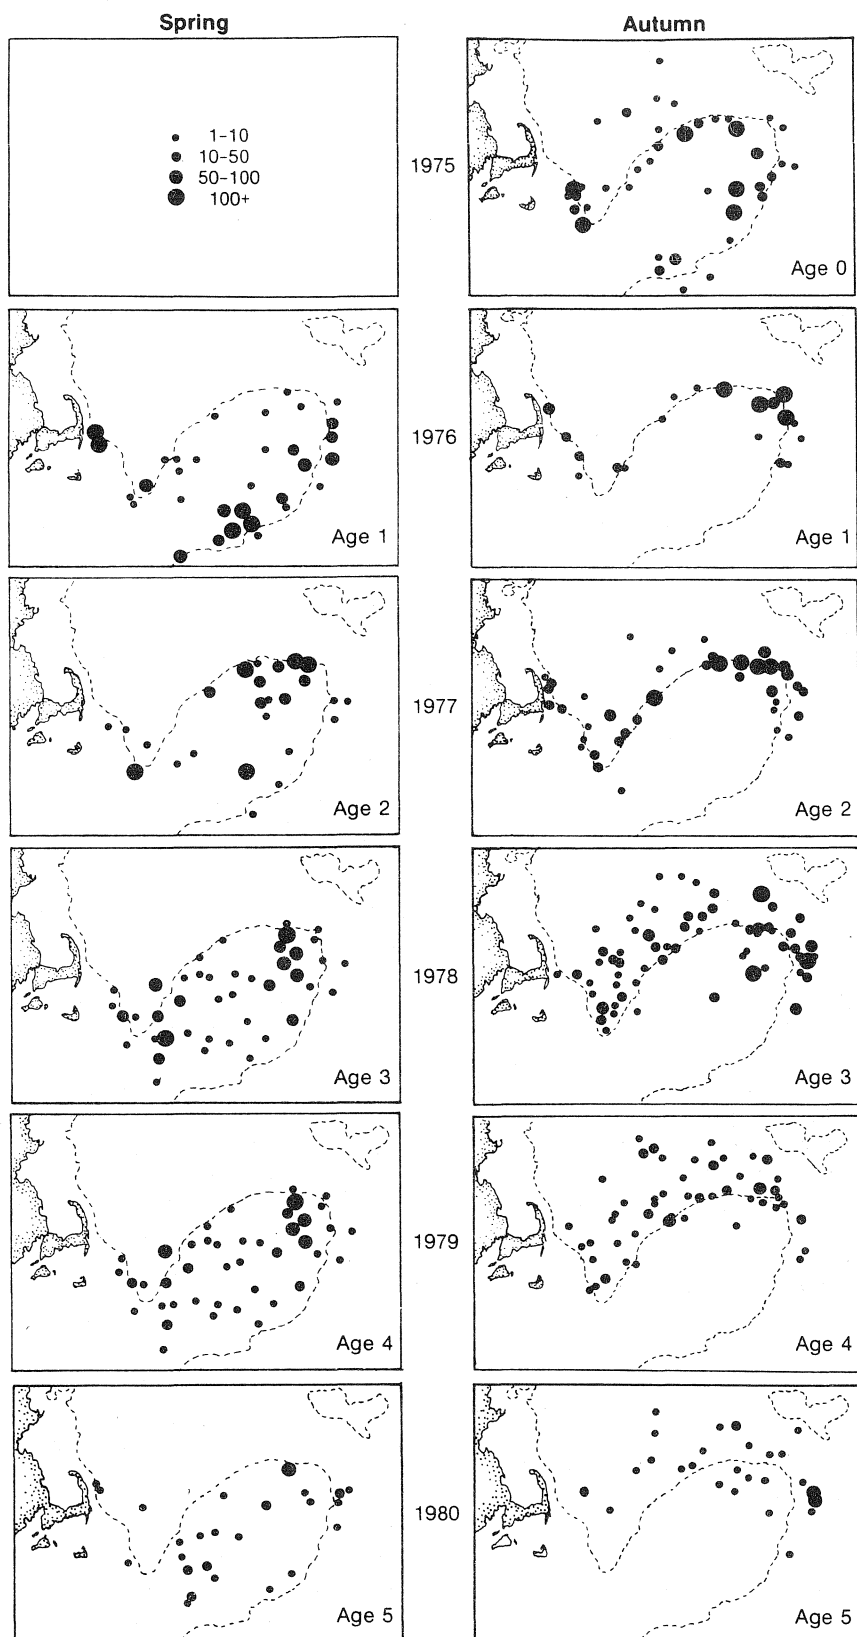 Spring Autumn
1-10
10-50
50-100
100+
1975
Age 0
Age 1
1976
Age 1
Age 2
1977
Age 2
Age 3
1978
Age 3
Age 4
1979
Age 4
Age 5
1980
Age 5